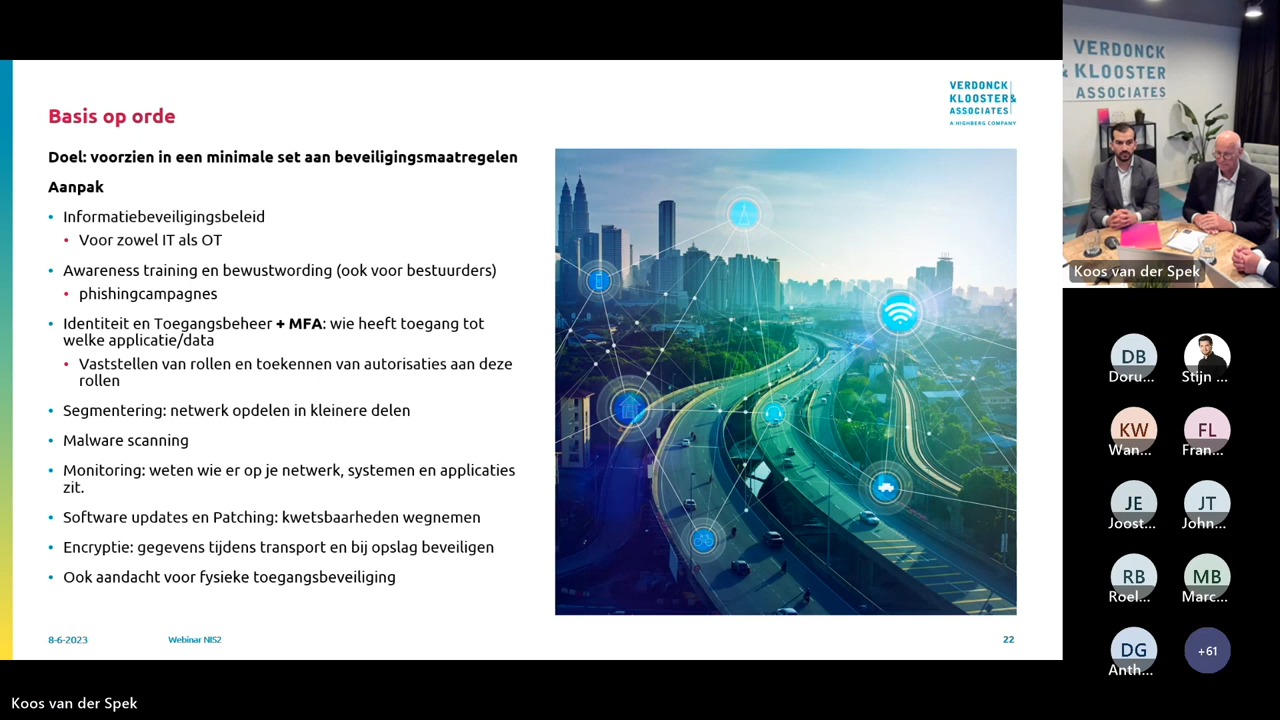 Basis op orde
VERDONCK
KLOOSTER&
ASSOCIATES
A HIGHBERG COMPANY
Doel: voorzien in een minimale set aan beveiligingsmaatregelen
Aanpak
• Informatiebeveiligingsbeleid
• Voor zowel IT als OT
• Awareness training en bewustwording (ook voor bestuurders)
• phishingcampagnes
• Identiteit en Toegangsbeheer + MFA: wie heeft toegang tot
welke applicatie/data
• Vaststellen van rollen en toekennen van autorisaties aan deze
rollen
• Segmentering: netwerk opdelen in kleinere delen
• Malware scanning
• Monitoring: weten wie er op je netwerk, systemen en applicaties
zit.
• Software updates en Patching: kwetsbaarheden wegnemen
• Encryptie: gegevens tijdens transport en bij opslag beveiligen
• Ook aandacht voor fysieke toegangsbeveiliging
8-6-2023 Webinar NIS2 22
VERDONCK
& KLOOSTER
ASSOCIATES
Koos van der Spek
DB
Doru... Stijn ...
KW FL
Wan... Fran...
JE JT
Joost... John...
RB MB
Roel... Marc...
DG +61
Anth...
Koos van der Spek